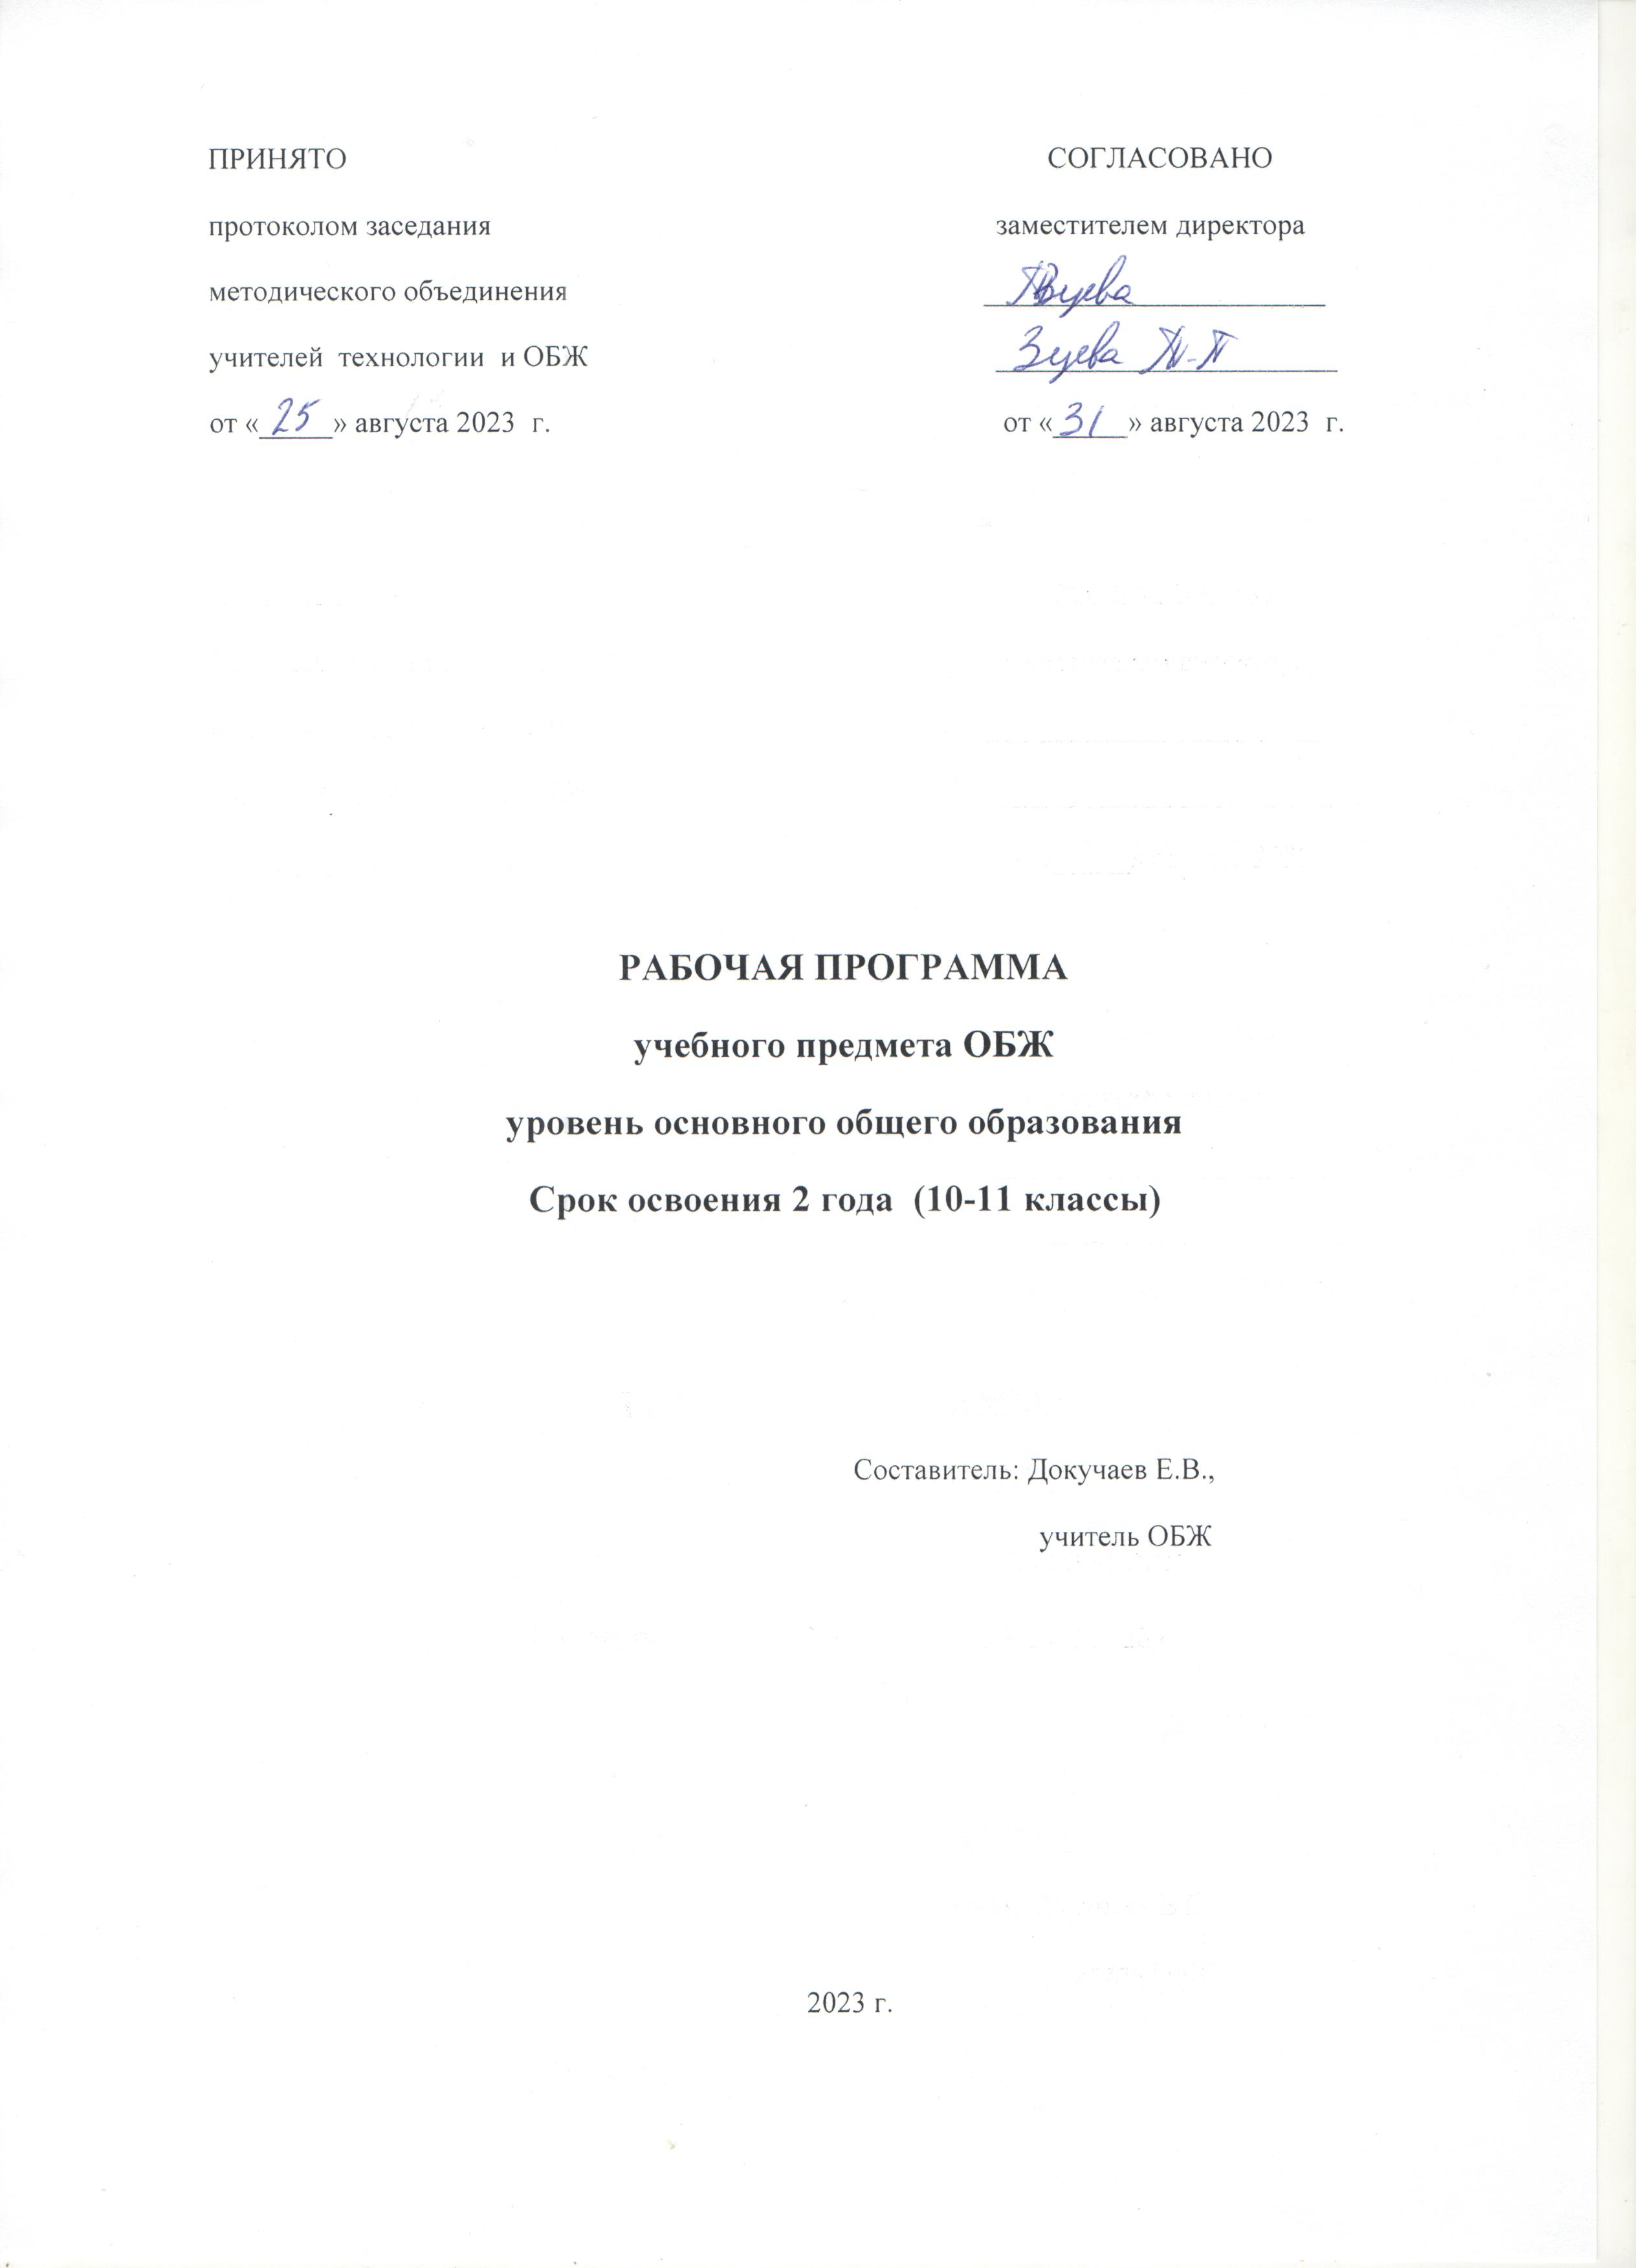 ПРИНЯТО
протоколом заседания
методического объединения
учителей технологии и ОБЖ
от «25» августа 2023 г.
СОГЛАСОВАНО
заместителем директора
Зуева
от «31» августа 2023 г.
РАБОЧАЯ ПРОГРАММА
учебного предмета ОБЖ
уровень основного общего образования
Срок освоения 2 года (10-11 классы)
Составитель: Докучаев Е.В.,
учитель ОБЖ
2023 г.